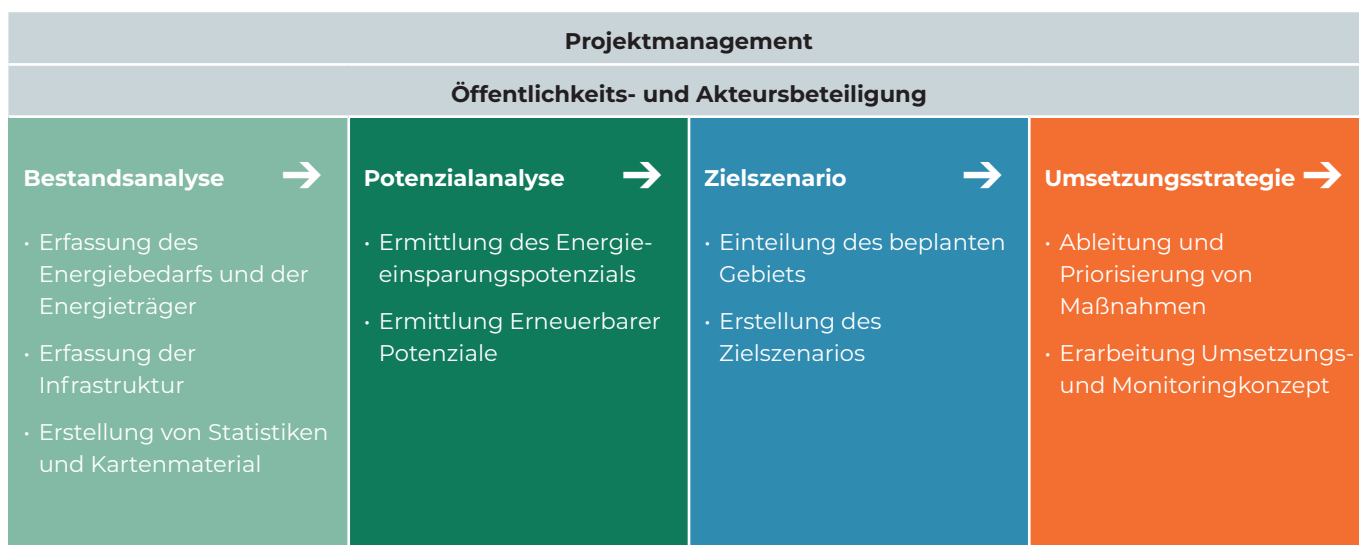 Projektmanagement
Öffentlichkeits- und Akteursbeteiligung
Bestandsanalyse
· Erfassung des
Energiebedarfs und der
Energieträger
· Erfassung der
Infrastruktur
· Erstellung von Statistiken
und Kartenmaterial
Potenzialanalyse
· Ermittlung des Energie-
einsparungspotenzials
· Ermittlung Erneuerbarer
Potenziale
Zielszenario
· Einteilung des beplanten
Gebiets
· Erstellung des
Zielszenarios
Umsetzungsstrategie
· Ableitung und
Priorisierung von
Maßnahmen
· Erarbeitung Umsetzungs-
und Monitoringkonzept